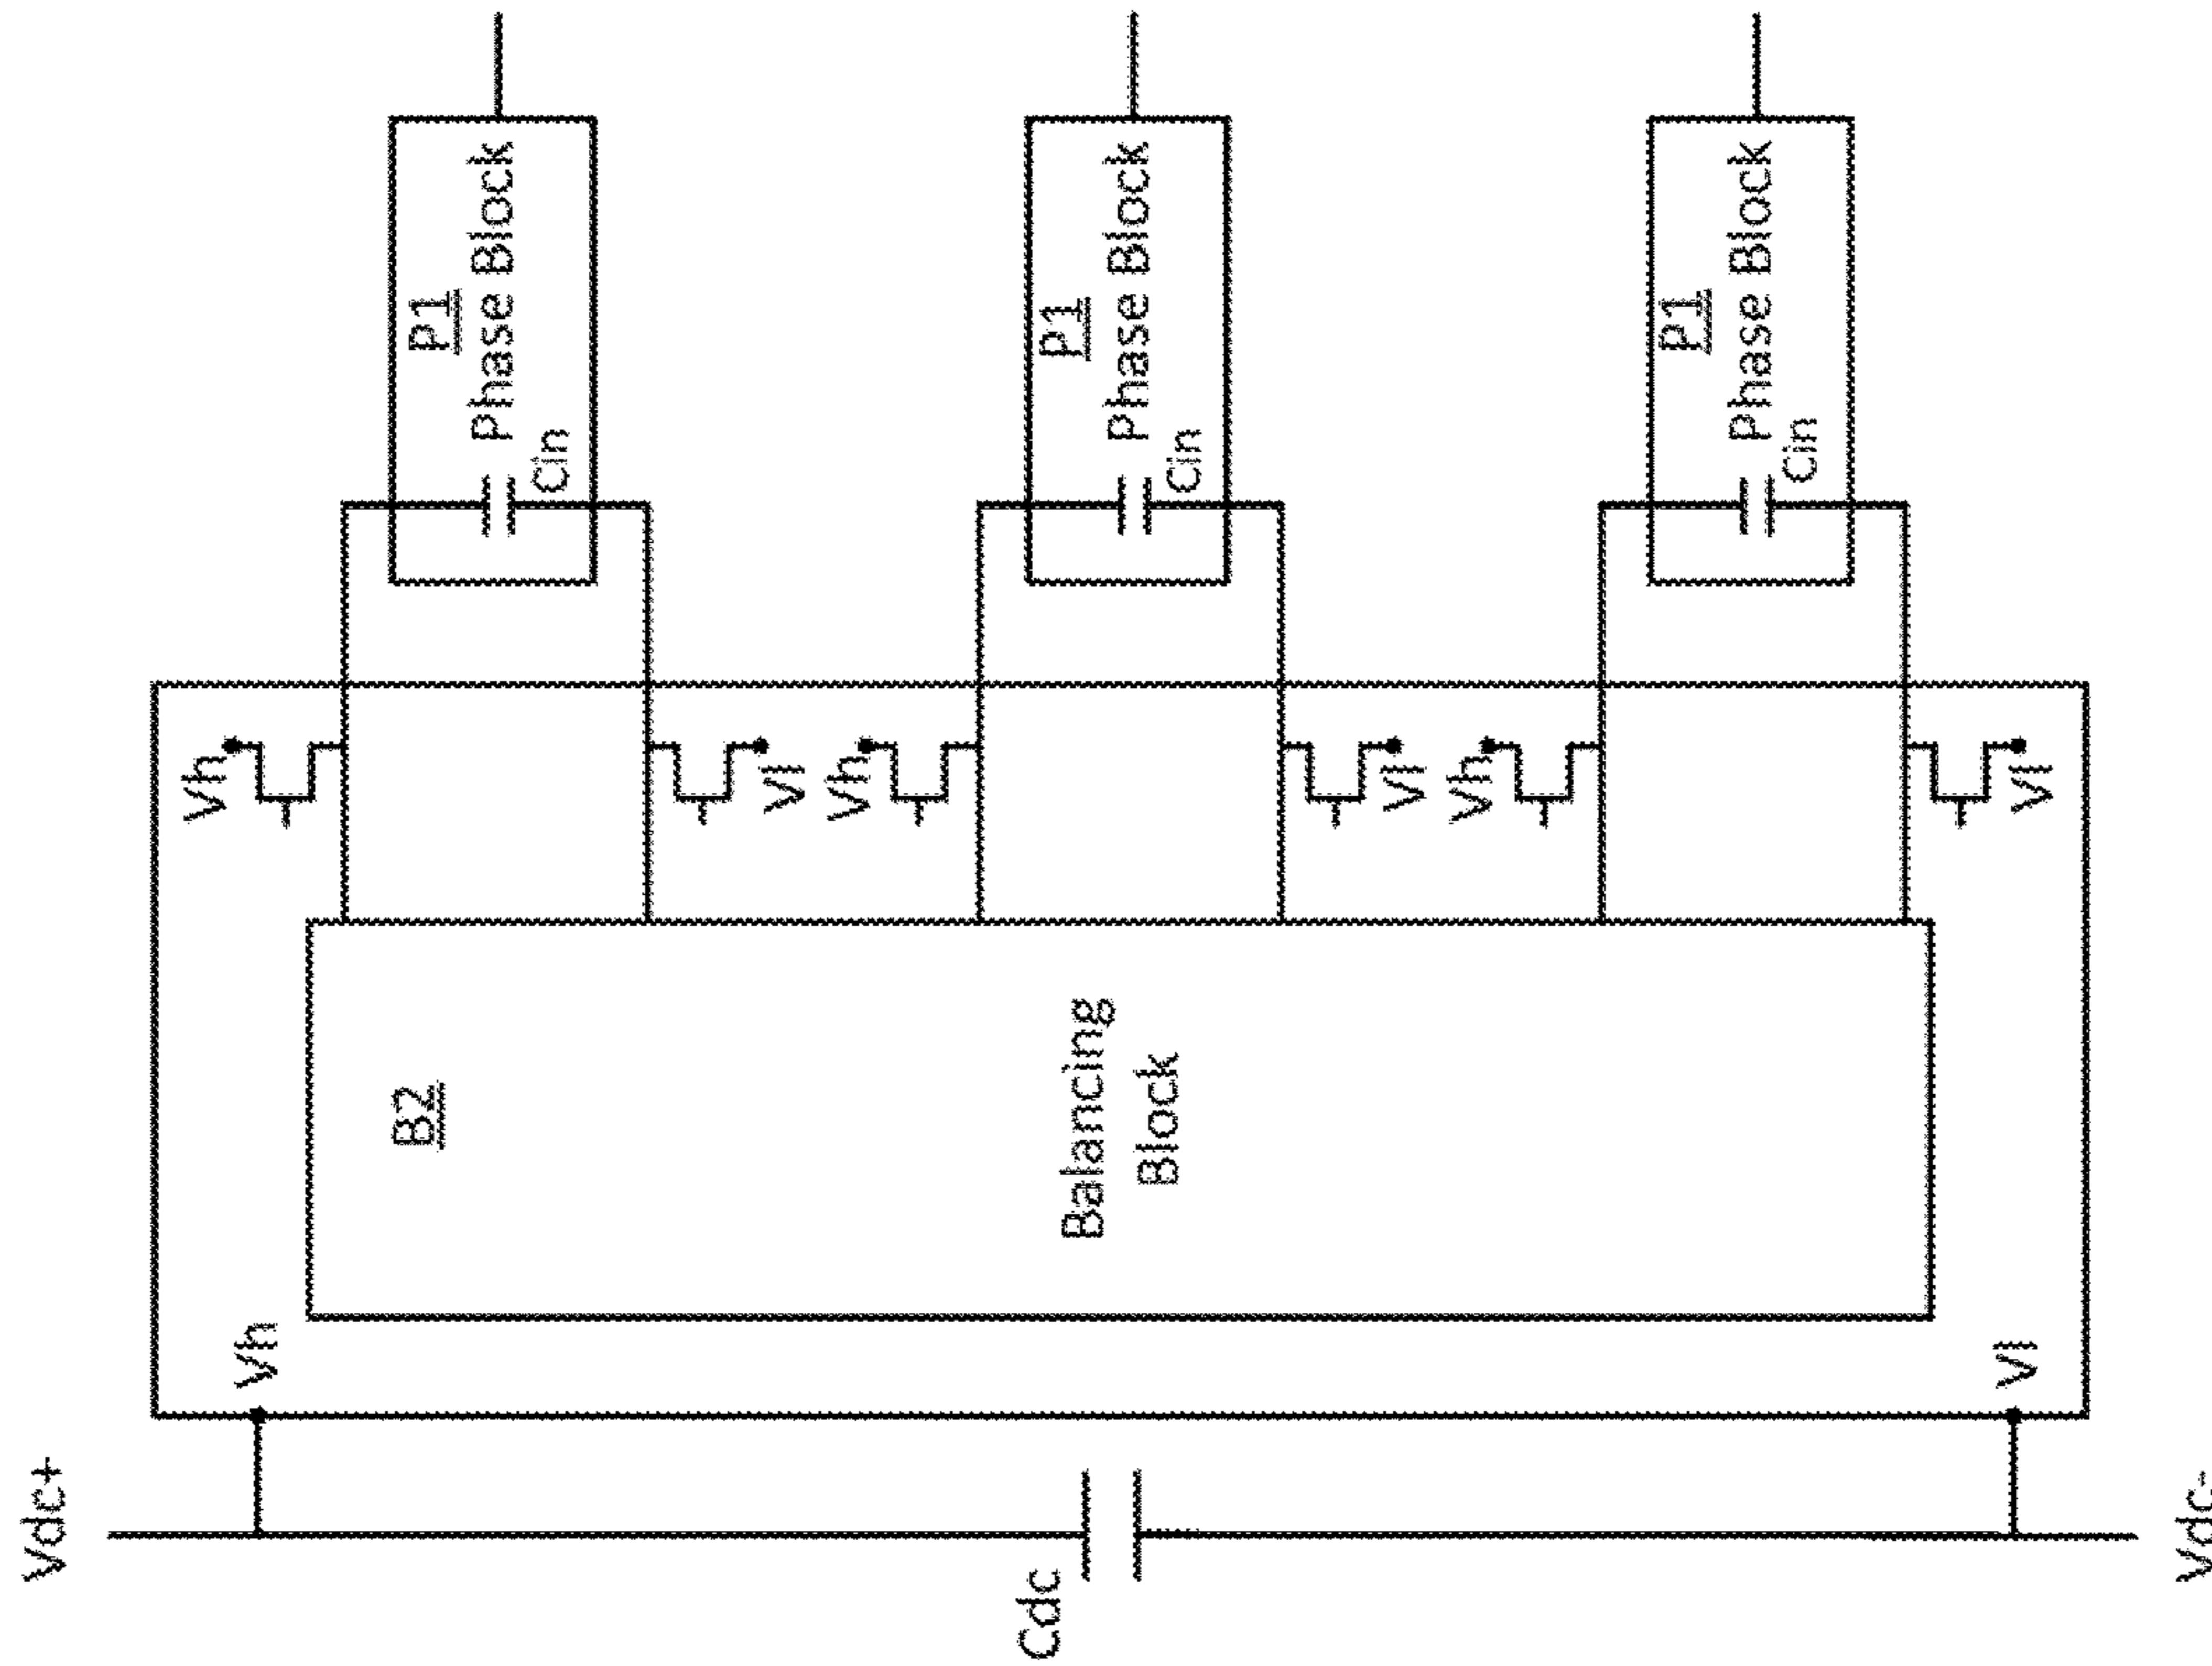 Vdc+
Vh
Vh
B2
P1
Phase Block
Cin
Vl
Vh
Cdc
P1
Balancing
Block
Phase Block
Cin
Vl
Vh
P1
Phase Block
Cin
Vl
Vl
Vdc-